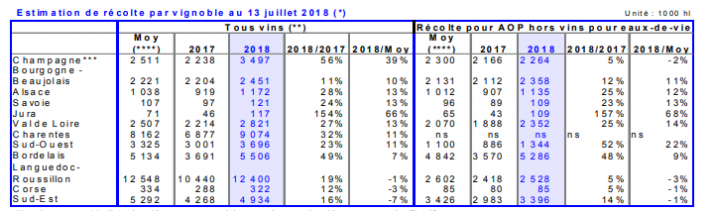 Estimation de récolte par vignoble au 13 juillet 2018 (*) Unité : 1000 hl
Tous vins (**) Récolte pour AOP hors vins pour eaux-de-vie
Moy (****) 2017 2018 2018/2017 2018/Moy Moy (****) 2017 2018 2018/2017 2018/Moy
Champagne*** 2 511 2 238 3 497 56% 39% 2 300 2 166 2 264 5% -2%
Bourgogne -
Beaujolais 2 221 2 204 2 451 11% 10% 2 131 2 112 2 358 12% 11%
Alsace 1 038 919 1 172 28% 13% 1 012 907 1 135 25% 12%
Savoie 107 97 121 24% 13% 96 89 109 23% 13%
Jura 71 46 117 154% 66% 65 43 109 157% 68%
Val de Loire 2 507 2 214 2 821 27% 13% 2 070 1 888 2 352 25% 14%
Charentes 8 162 6 877 9 074 32% 11% ns ns ns ns ns
Sud-Ouest 3 325 3 001 3 696 23% 11% 1 100 886 1 344 52% 22%
Bordelais 5 134 3 691 5 506 49% 7% 4 842 3 570 5 286 48% 9%
Languedoc-
Roussillon 12 548 10 440 12 400 19% -1% 2 602 2 418 2 528 5% -3%
Corse 334 288 322 12% -3% 85 80 85 5% -1%
Sud-Est 5 292 4 268 4 934 16% -7% 3 426 2 983 3 396 14% -1%